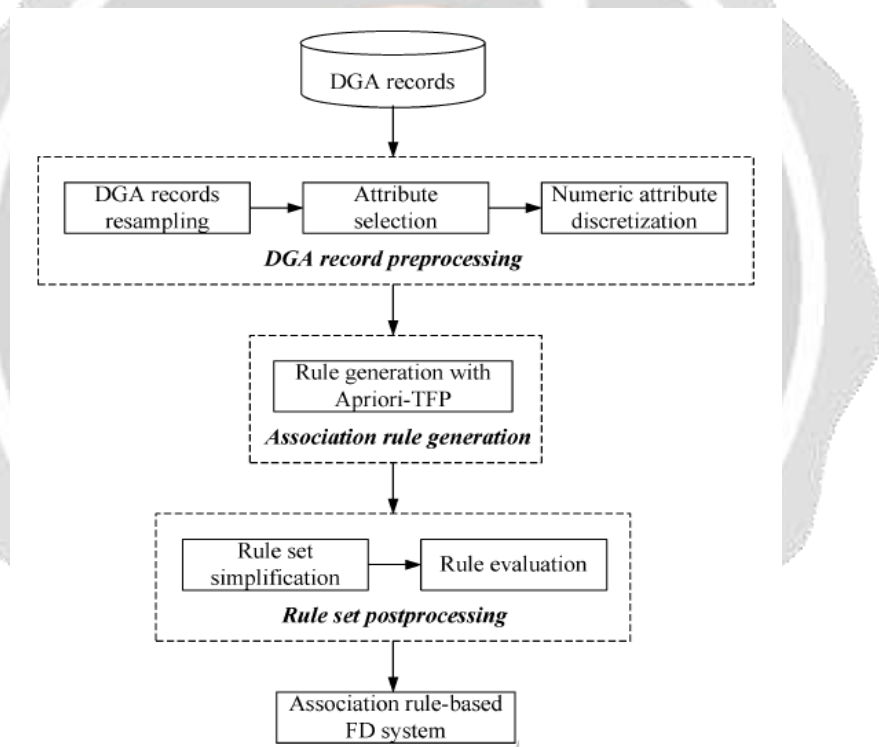 DGA records
DGA records
resampling
Attribute
selection
Numeric attribute
discretization
DGA record preprocessing
Rule generation with
Apriori-TFP
Association rule generation
Rule set
simplification
Rule evaluation
Rule set postprocessing
Association rule-based
FD system